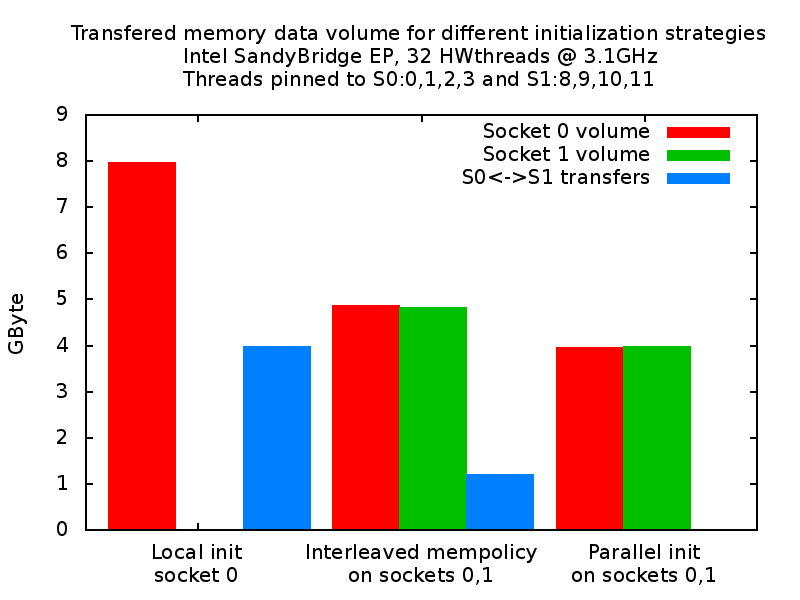 Transfered memory data volume for different initialization strategies
Intel SandyBridge EP, 32 HWthreads @ 3.1GHz
Threads pinned to S0:0,1,2,3 and S1:8,9,10,11
Socket 0 volume
Socket 1 volume
S0<->S1 transfers
GByte
9
8
7
6
5
4
3
2
1
0
Local init
socket 0
Interleaved mempolicy
on sockets 0,1
Parallel init
on sockets 0,1